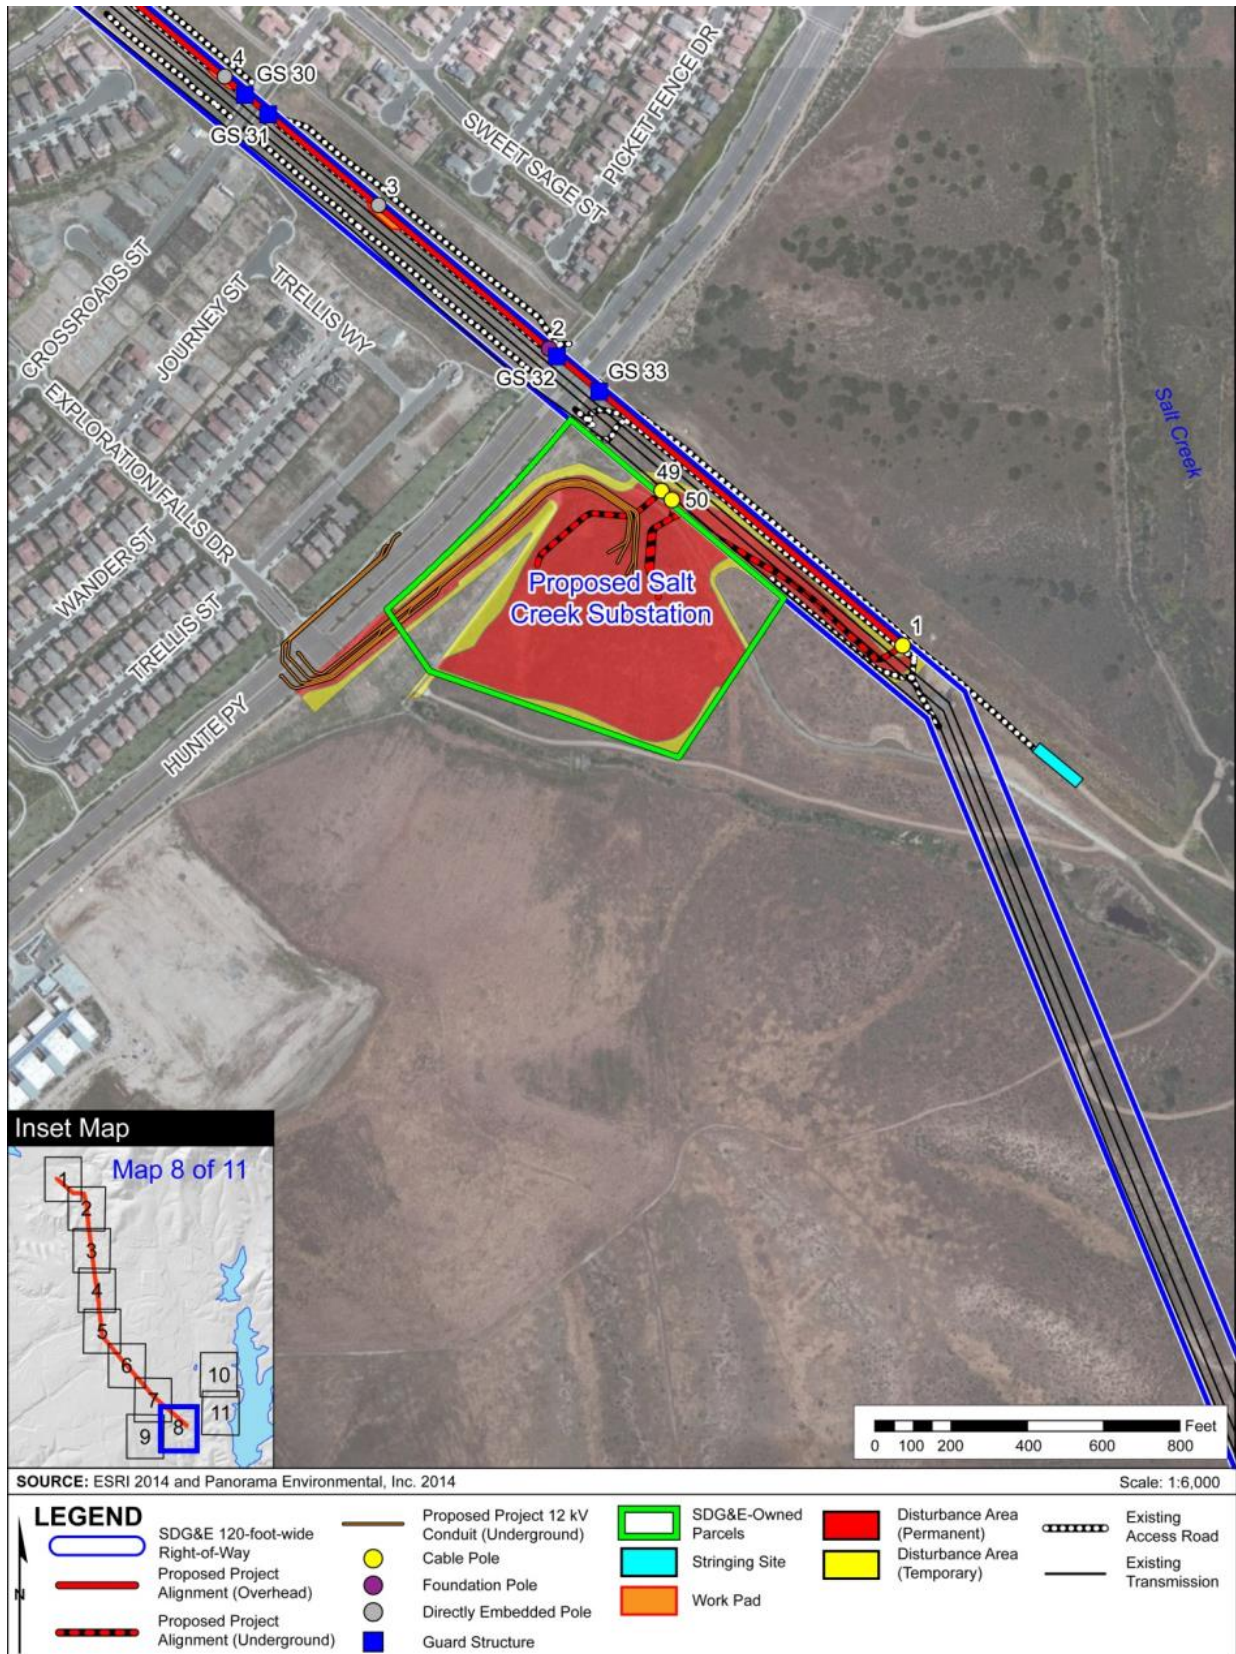 4
GS 30
GS 31
3
SWEET SAGE ST
PICKET FENCE DR
CROSSROADS ST
JOURNEY ST
TRELLIS WY
2
GS 32
GS 33
EXPLORATION FALLS DR
WANDER ST
TRELLIS ST
HUNTE PY
Salt Creek
49
50
Proposed Salt
Creek Substation
1
Inset Map
Map 8 of 11
1
2
3
4
5
6
7
8
9
10
11
Feet
0 100 200 400 600 800
SOURCE: ESRI 2014 and Panorama Environmental, Inc. 2014
Scale: 1:6,000
LEGEND
N
SDG&E 120-foot-wide
Right-of-Way
Proposed Project
Alignment (Overhead)
Proposed Project
Alignment (Underground)
Proposed Project 12 kV
Conduit (Underground)
Cable Pole
Foundation Pole
Directly Embedded Pole
Guard Structure
SDG&E-Owned
Parcels
Stringing Site
Work Pad
Disturbance Area
(Permanent)
Disturbance Area
(Temporary)
Existing
Access Road
Existing
Transmission